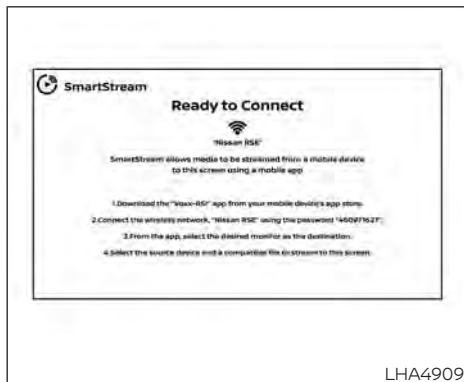 SmartStream
Ready to Connect
"Nissan RSE"
SmartStream allows media to be streamed from a mobile device
to this screen using a mobile app
1.Download the "Voxx-RSI" app from your mobile device's app store.
2.Connect the wireless network, "Nissan RSE" using the password "460971627".
3.From the app, select the desired monitor as the destination.
4.Select the source device and a compatible file to stream to this screen.
LHA4909